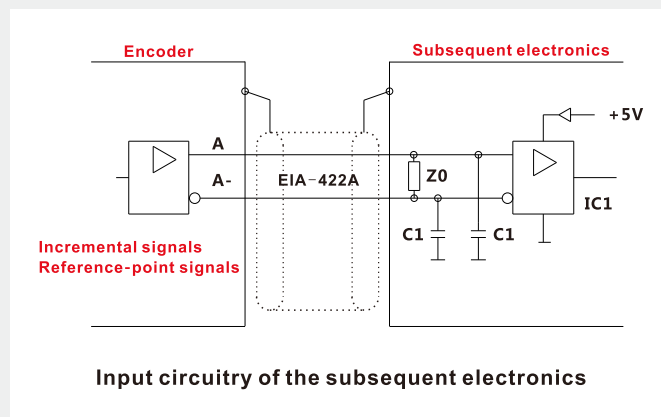 Encoder
Subsequent electronics
+5V
A
A-
EIA-422A
Z0
IC1
C1
C1
Incremental signals
Reference-point signals
Input circuitry of the subsequent electronics